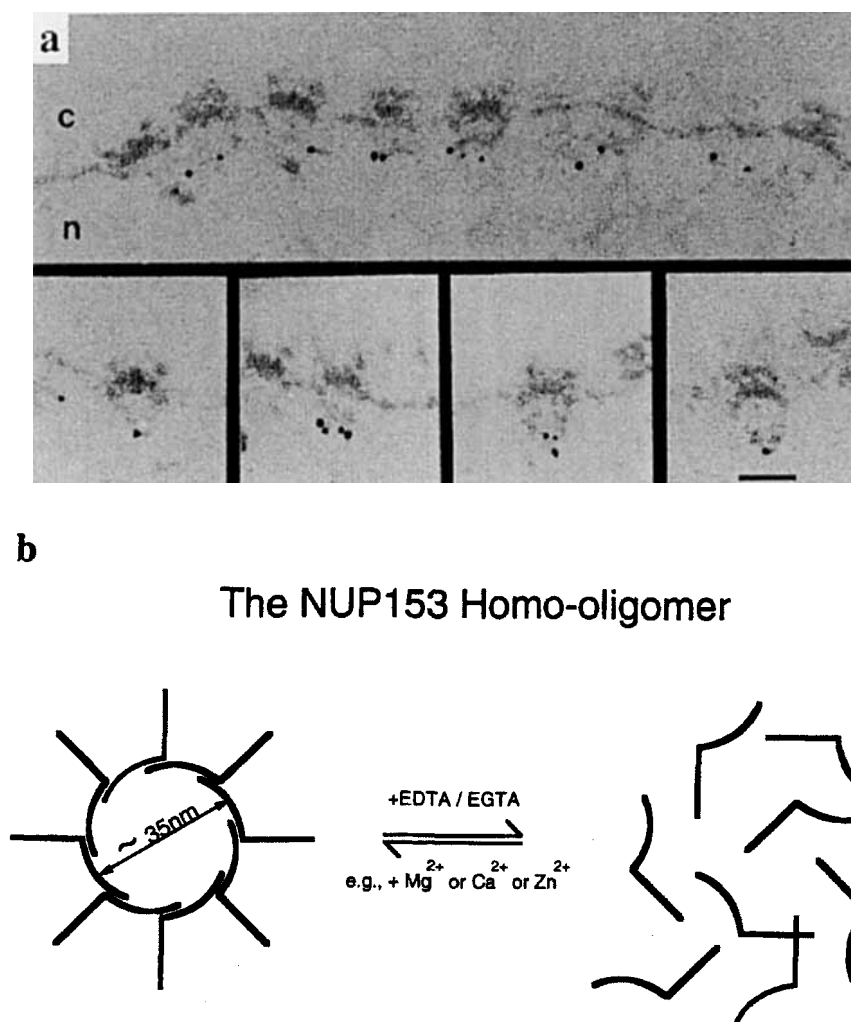 a
c
n
b
The NUP153 Homo-oligomer
~ 35nm
+EDTA / EGTA
e.g., + Mg²⁺ or Ca²⁺ or Zn²⁺